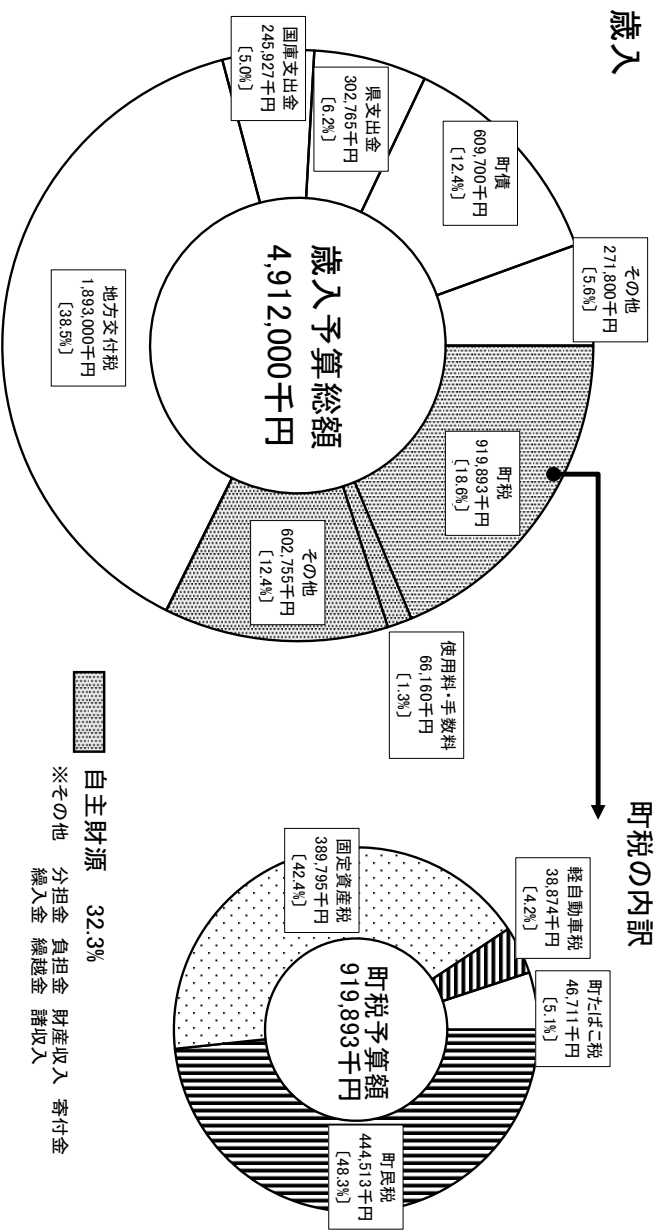 歳入
歳入予算総額
4,912,000千円
町税
919,893千円
[18.6%]
使用料・手数料
66,160千円
[1.3%]
その他
602,755千円
[12.4%]
地方交付税
1,893,000千円
[38.5%]
国庫支出金
245,927千円
[5.0%]
県支出金
302,765千円
[6.2%]
町債
609,700千円
[12.4%]
その他
271,800千円
[5.6%]
町税の内訳
町税予算額
919,893千円
町民税
444,513千円
[48.3%]
固定資産税
389,795千円
[42.4%]
軽自動車税
38,874千円
[4.2%]
町たばこ税
46,711千円
[5.1%]
自主財源 32.3%
※その他 分担金 負担金 財産収入 寄付金
繰入金 繰越金 諸収入